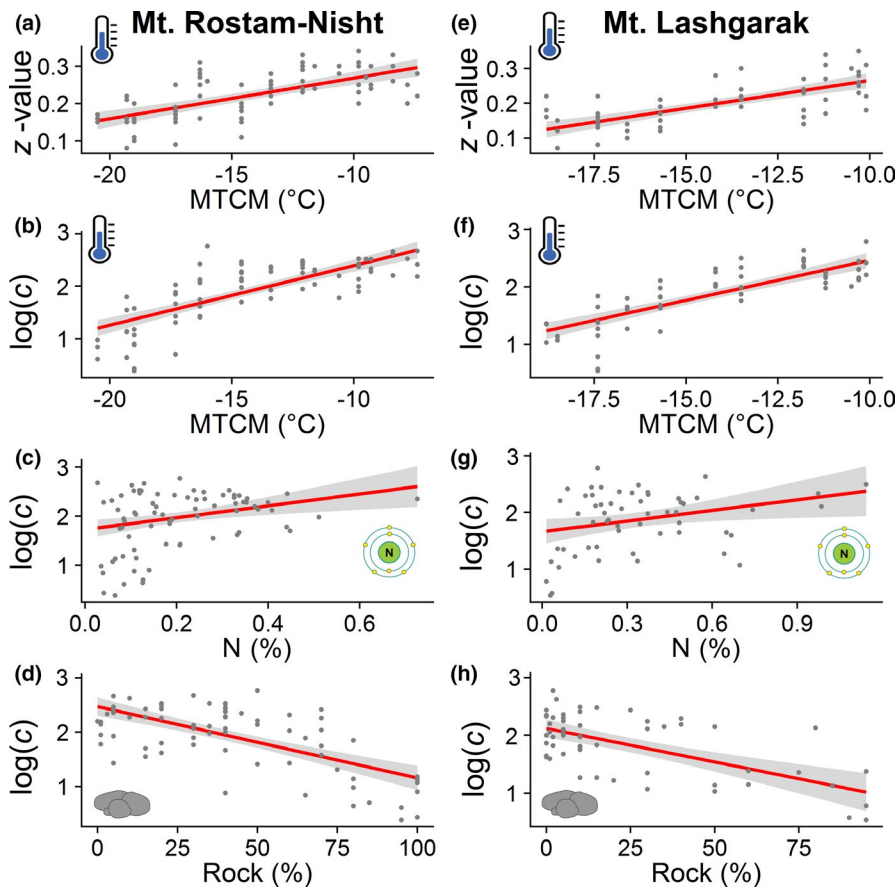 Mt. Rostam-Nisht
Mt. Lashgarak
(a)
z -value
0.3
0.2
0.1
-20
-15
-10
MTCM (°C)
(e)
z -value
0.3
0.2
0.1
-17.5
-15.0
-12.5
-10.0
MTCM (°C)
(b)
log(c)
3
2
1
-20
-15
-10
MTCM (°C)
(f)
log(c)
3
2
1
-17.5
-15.0
-12.5
-10.0
MTCM (°C)
(c)
log(c)
3
2
1
N
0.0
0.2
0.4
0.6
N (%)
(g)
log(c)
3
2
1
N
0.0
0.3
0.6
0.9
N (%)
(d)
log(c)
3
2
1
0
25
50
75
100
Rock (%)
(h)
log(c)
3
2
1
0
25
50
75
Rock (%)